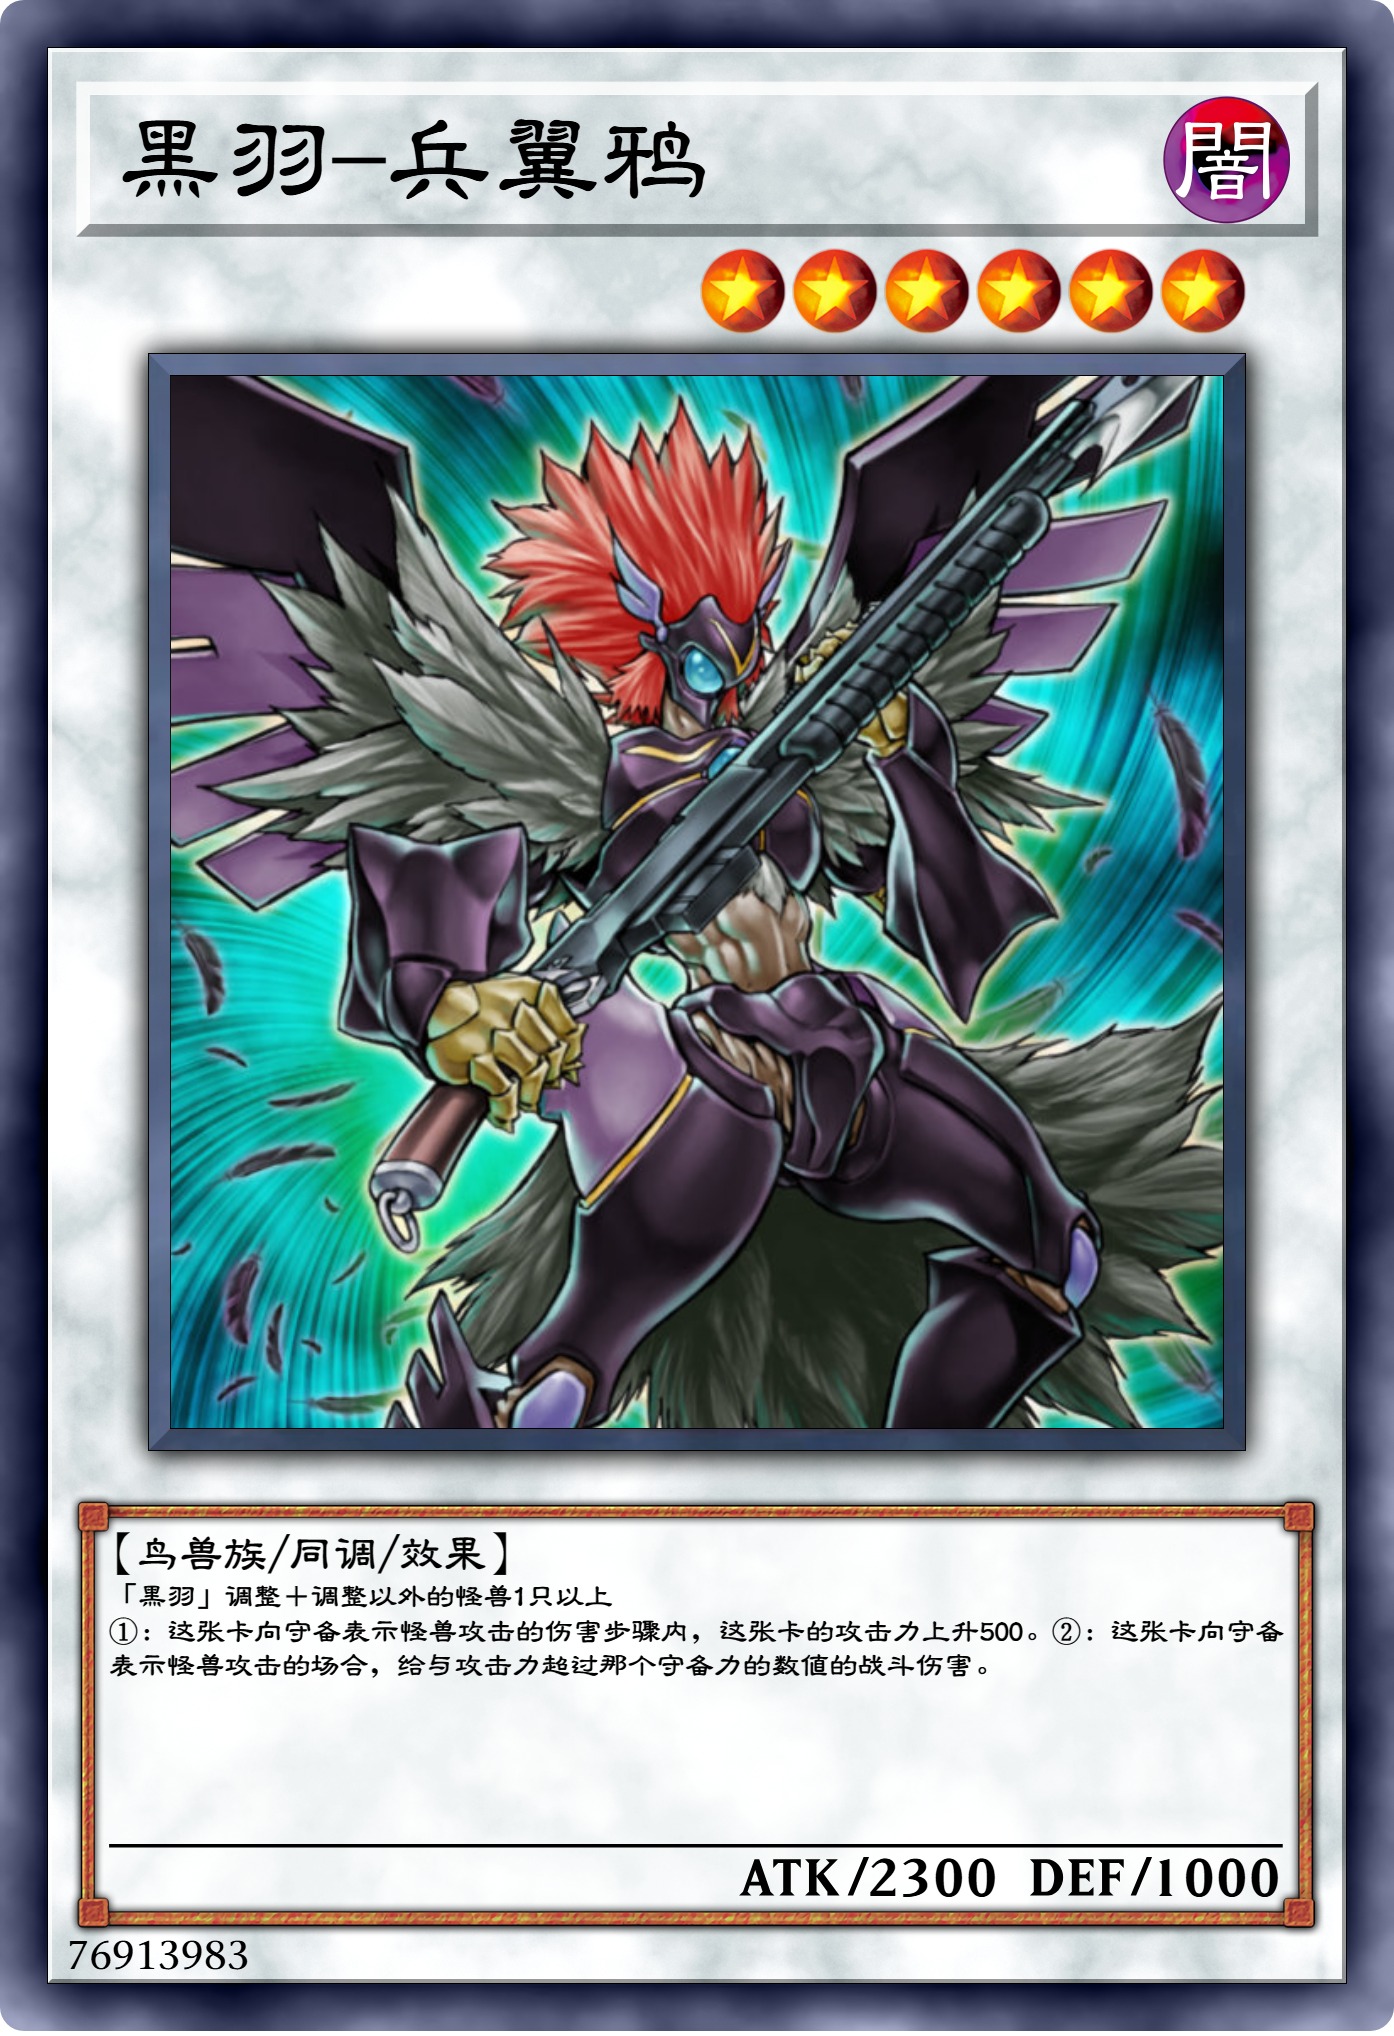 黑羽-兵翼鸦
闇
【鸟兽族/同调/效果】
「黑羽」调整＋调整以外的怪兽1只以上
①：这张卡向守备表示怪兽攻击的伤害步骤内，这张卡的攻击力上升500。②：这张卡向守备
表示怪兽攻击的场合，给与攻击力超过那个守备力的数值的战斗伤害。
ATK/2300 DEF/1000
76913983